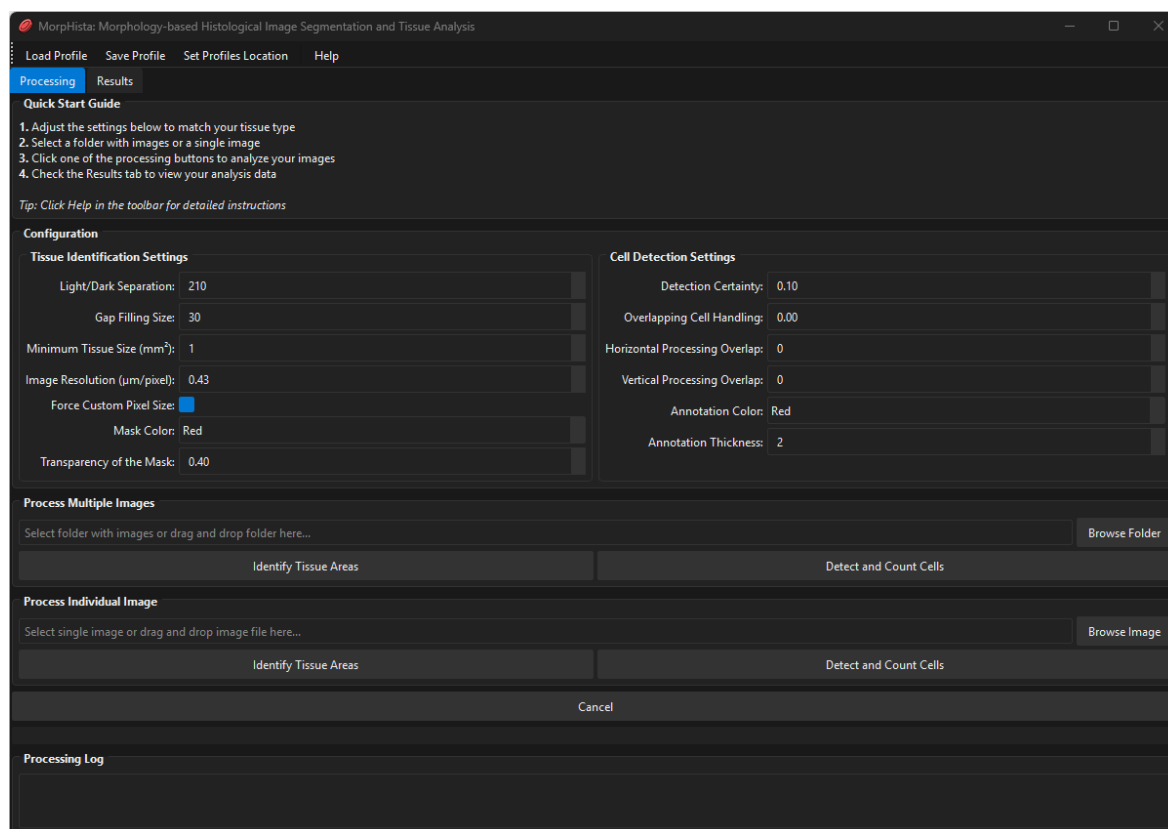 MorpHista: Morphology-based Histological Image Segmentation and Tissue Analysis
Load Profile Save Profile Set Profiles Location Help
Processing Results
Quick Start Guide
1. Adjust the settings below to match your tissue type
2. Select a folder with images or a single image
3. Click one of the processing buttons to analyze your images
4. Check the Results tab to view your analysis data
Tip: Click Help in the toolbar for detailed instructions
Configuration
Tissue Identification Settings
Light/Dark Separation: 210
Gap Filling Size: 30
Minimum Tissue Size (mm²): 1
Image Resolution (µm/pixel): 0.43
Force Custom Pixel Size:
Mask Color: Red
Transparency of the Mask: 0.40
Cell Detection Settings
Detection Certainty: 0.10
Overlapping Cell Handling: 0.00
Horizontal Processing Overlap: 0
Vertical Processing Overlap: 0
Annotation Color: Red
Annotation Thickness: 2
Process Multiple Images
Select folder with images or drag and drop folder here... Browse Folder
Identify Tissue Areas Detect and Count Cells
Process Individual Image
Select single image or drag and drop image file here... Browse Image
Identify Tissue Areas Detect and Count Cells
Cancel
Processing Log